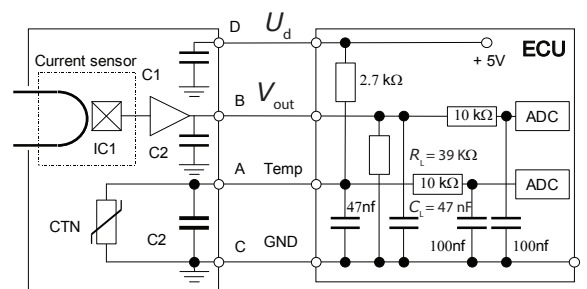 D U_d ECU
+ 5V
Current sensor C1
2.7 kΩ
B V_out
10 kΩ ADC
IC1 C2
R_L = 39 KΩ
A Temp
10 kΩ ADC
CTN C2 47nf C_L = 47 nF
C GND 100nf 100nf